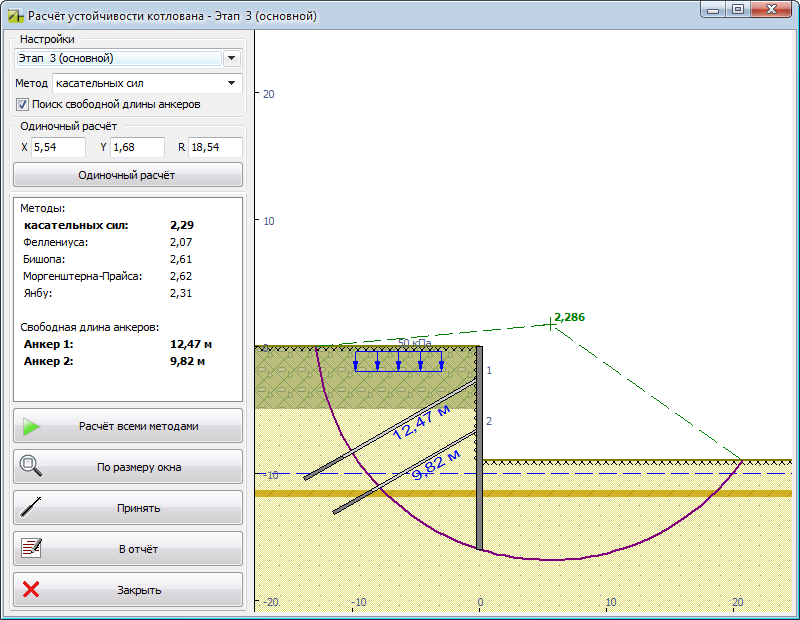 Расчёт устойчивости котлована - Этап 3 (основной)
Настройки
Этап 3 (основной)
Метод касательных сил
Поиск свободной длины анкеров
Одиночный расчёт
X 5,54 Y 1,68 R 18,54
Одиночный расчёт
Методы:
касательных сил: 2,29
Феллениуса: 2,07
Бишопа: 2,61
Моргенштерна-Прайса: 2,62
Янбу: 2,31
Свободная длина анкеров:
Анкер 1: 12,47 м
Анкер 2: 9,82 м
Расчёт всеми методами
По размеру окна
Принять
В отчёт
Закрыть
20
10
2,286
0
50 кПа
1
12,47 м
2
9,82 м
-10
-20
-10
0
10
20